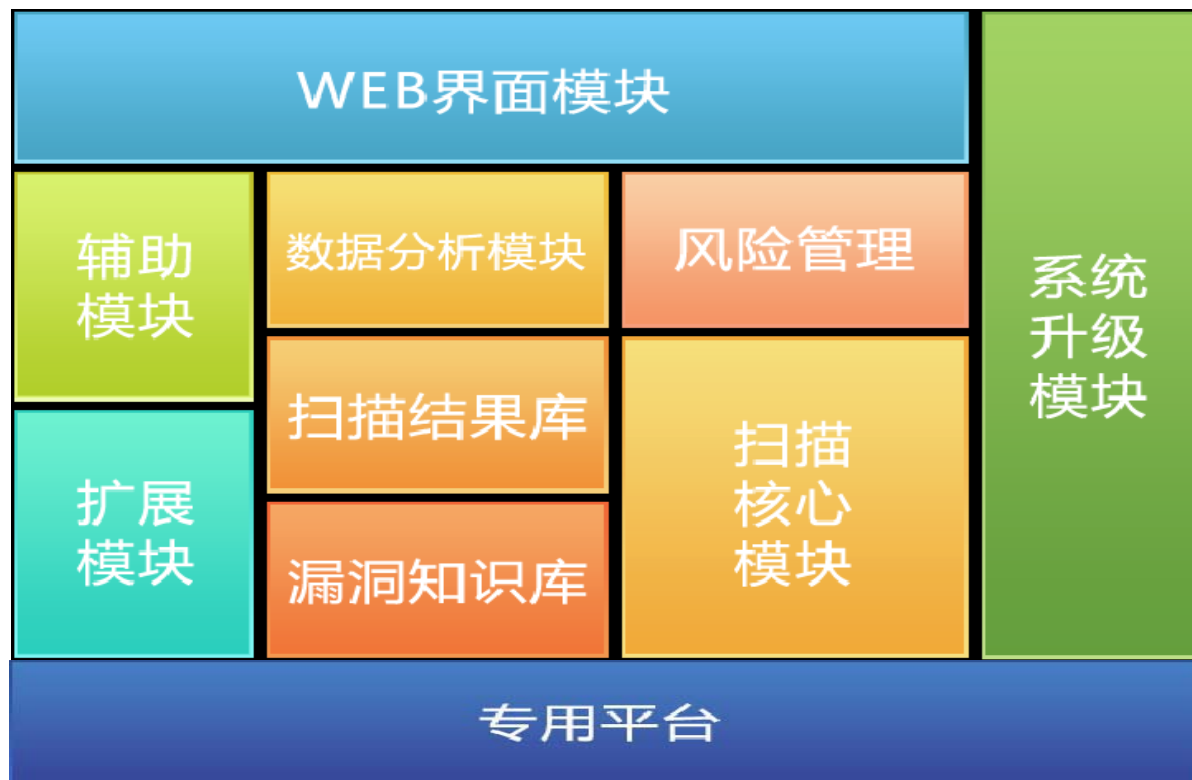 WEB界面模块
辅助
模块
数据分析模块
风险管理
系统
升级
模块
扫描结果库
扫描
核心
模块
扩展
模块
漏洞知识库
专用平台